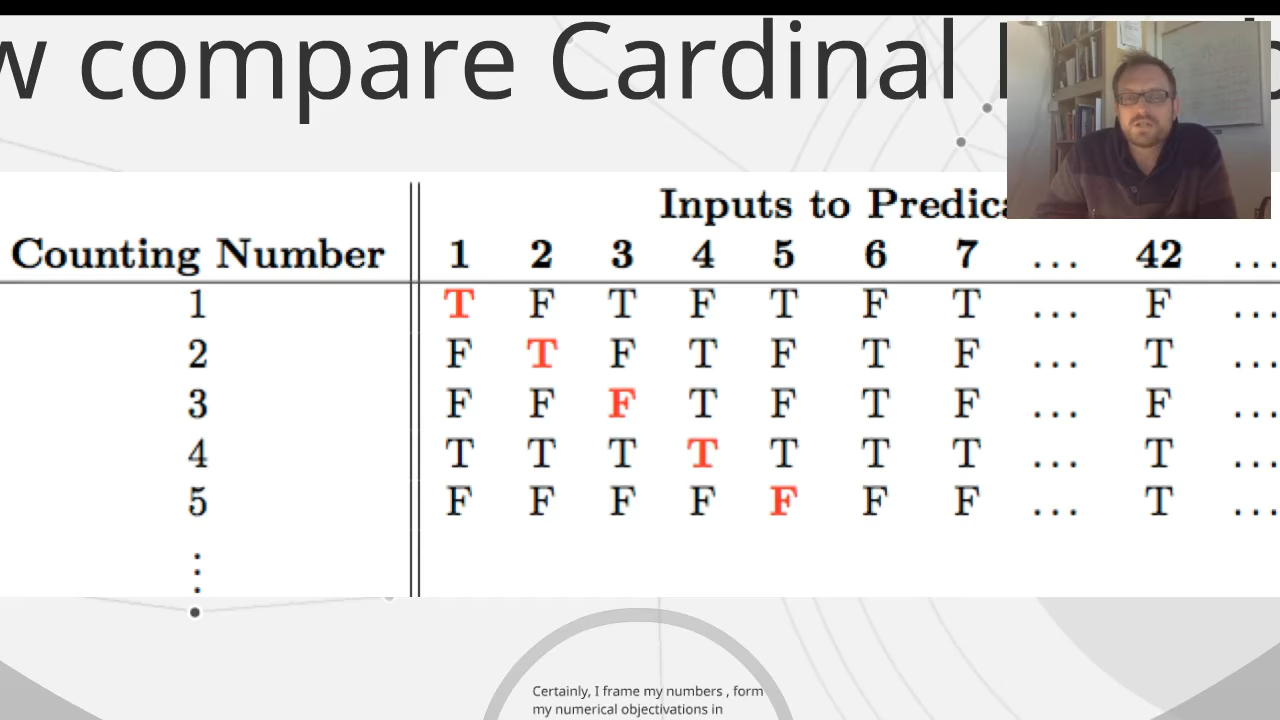 w compare Cardinal
Inputs to Predica
Counting Number 1 2 3 4 5 6 7 ... 42 ...
1 T F T F T F T ... F ...
2 F T F T F T F ... T ...
3 F F F T F T F ... F ...
4 T T T T T T T ... T ...
5 F F F F F F F ... T ...
⋮
Certainly, I frame my numbers , form
my numerical objectivations in